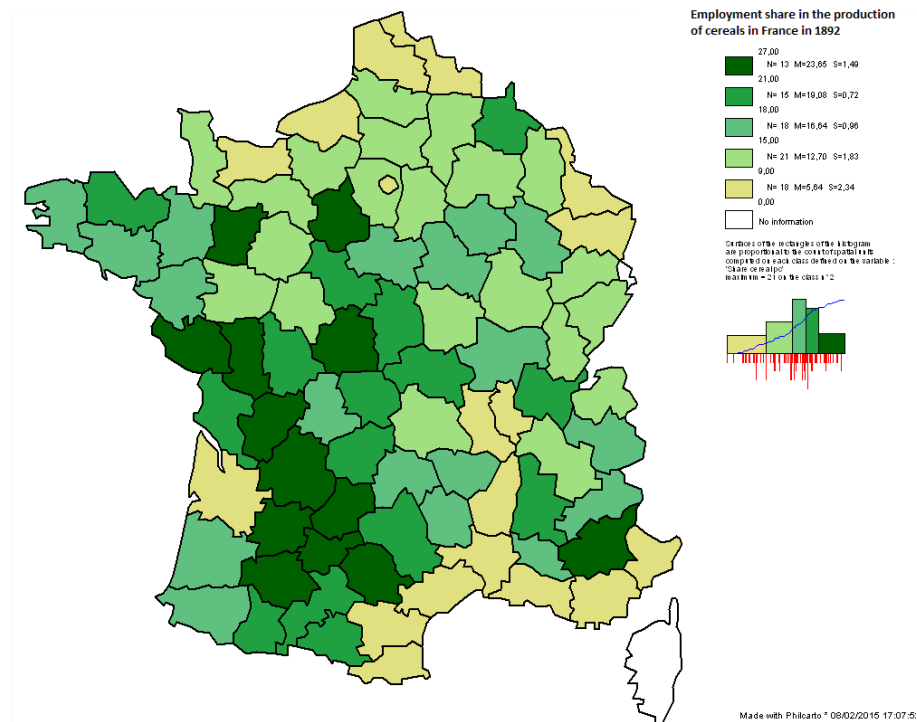 Employment share in the production
of cereals in France in 1892
27,00
N= 13 M=23,65 S=1,49
21,00
N= 15 M=19,08 S=0,72
18,00
N= 18 M=16,64 S=0,96
15,00
N= 21 M=12,70 S=1,83
9,00
N= 18 M=5,64 S=2,34
0,00
No information
Surfaces of the rectangles of the histogram
are proportional to the count of spatial units
computed on each class defined on the variable :
'Share cereal pc'
maximum = 21 on the class n° 2
Made with Philcarto * 08/02/2015 17:07:5